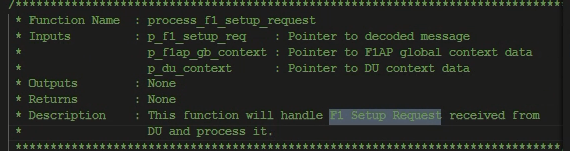 /******************************************************************************
* Function Name : process_f1_setup_request
* Inputs : p_f1_setup_req : Pointer to decoded message
* p_f1ap_gb_context : Pointer to F1AP global context data
* p_du_context : Pointer to DU context data
* Outputs : None
* Returns : None
* Description : This function will handle F1 Setup Request received from
* DU and process it.
******************************************************************************